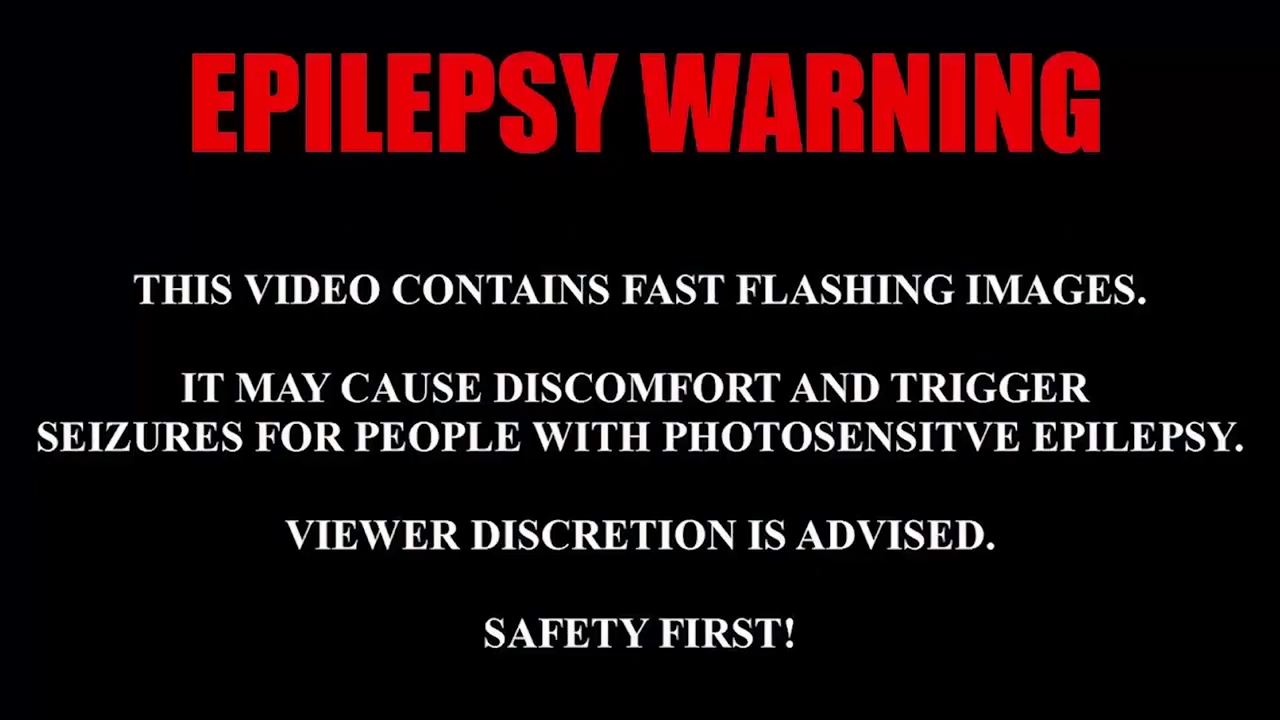 EPILEPSY WARNING
THIS VIDEO CONTAINS FAST FLASHING IMAGES.
IT MAY CAUSE DISCOMFORT AND TRIGGER
SEIZURES FOR PEOPLE WITH PHOTOSENSITVE EPILEPSY.
VIEWER DISCRETION IS ADVISED.
SAFETY FIRST!